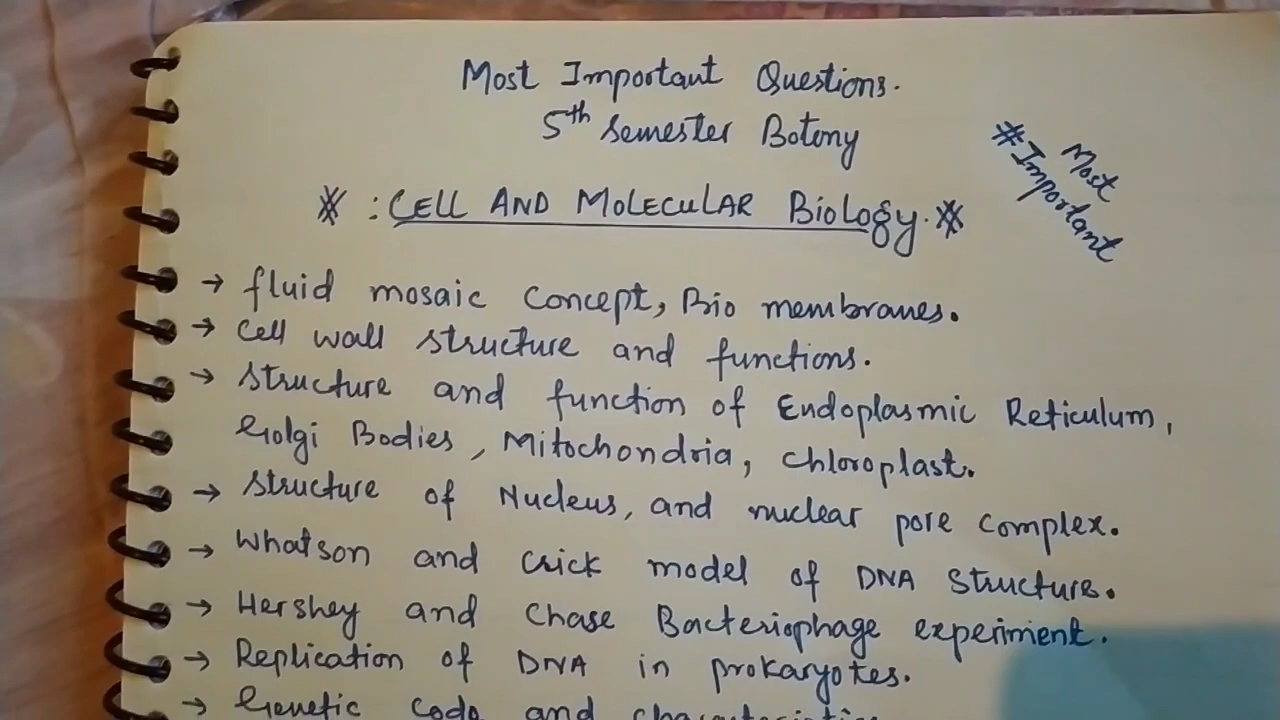 Most Important Questions.
5th Semester Botony
※ : CELL AND MOLECULAR BioLogy. ※
# Most
Important
→ fluid mosaic concept, Bio membranes.
→ Cell wall structure and functions.
→ Structure and function of Endoplasmic Reticulum,
Golgi Bodies, Mitochondria, Chloroplast.
→ Structure of Nucleus, and nuclear pore complex.
→ Whatson and Crick model of DNA Structure.
→ Hershey and Chase Bacteriophage experiment.
→ Replication of DNA in prokaryotes.
→ Genetic Code and characteristics